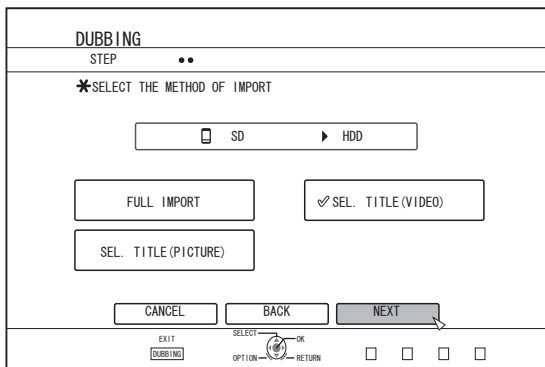 DUBBING
STEP
*SELECT THE METHOD OF IMPORT
SD ▶ HDD
FULL IMPORT
✓SEL. TITLE(VIDEO)
SEL. TITLE(PICTURE)
CANCEL
BACK
NEXT
EXIT
DUBBING
SELECT
OK
OPTION
RETURN